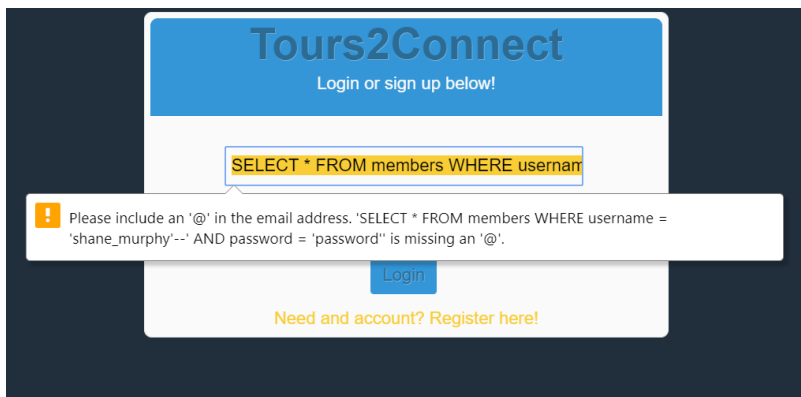 Tours2Connect
Login or sign up below!
SELECT * FROM members WHERE usernam
Please include an '@' in the email address. 'SELECT * FROM members WHERE username =
'shane_murphy'--' AND password = 'password'' is missing an '@'.
Login
Need and account? Register here!